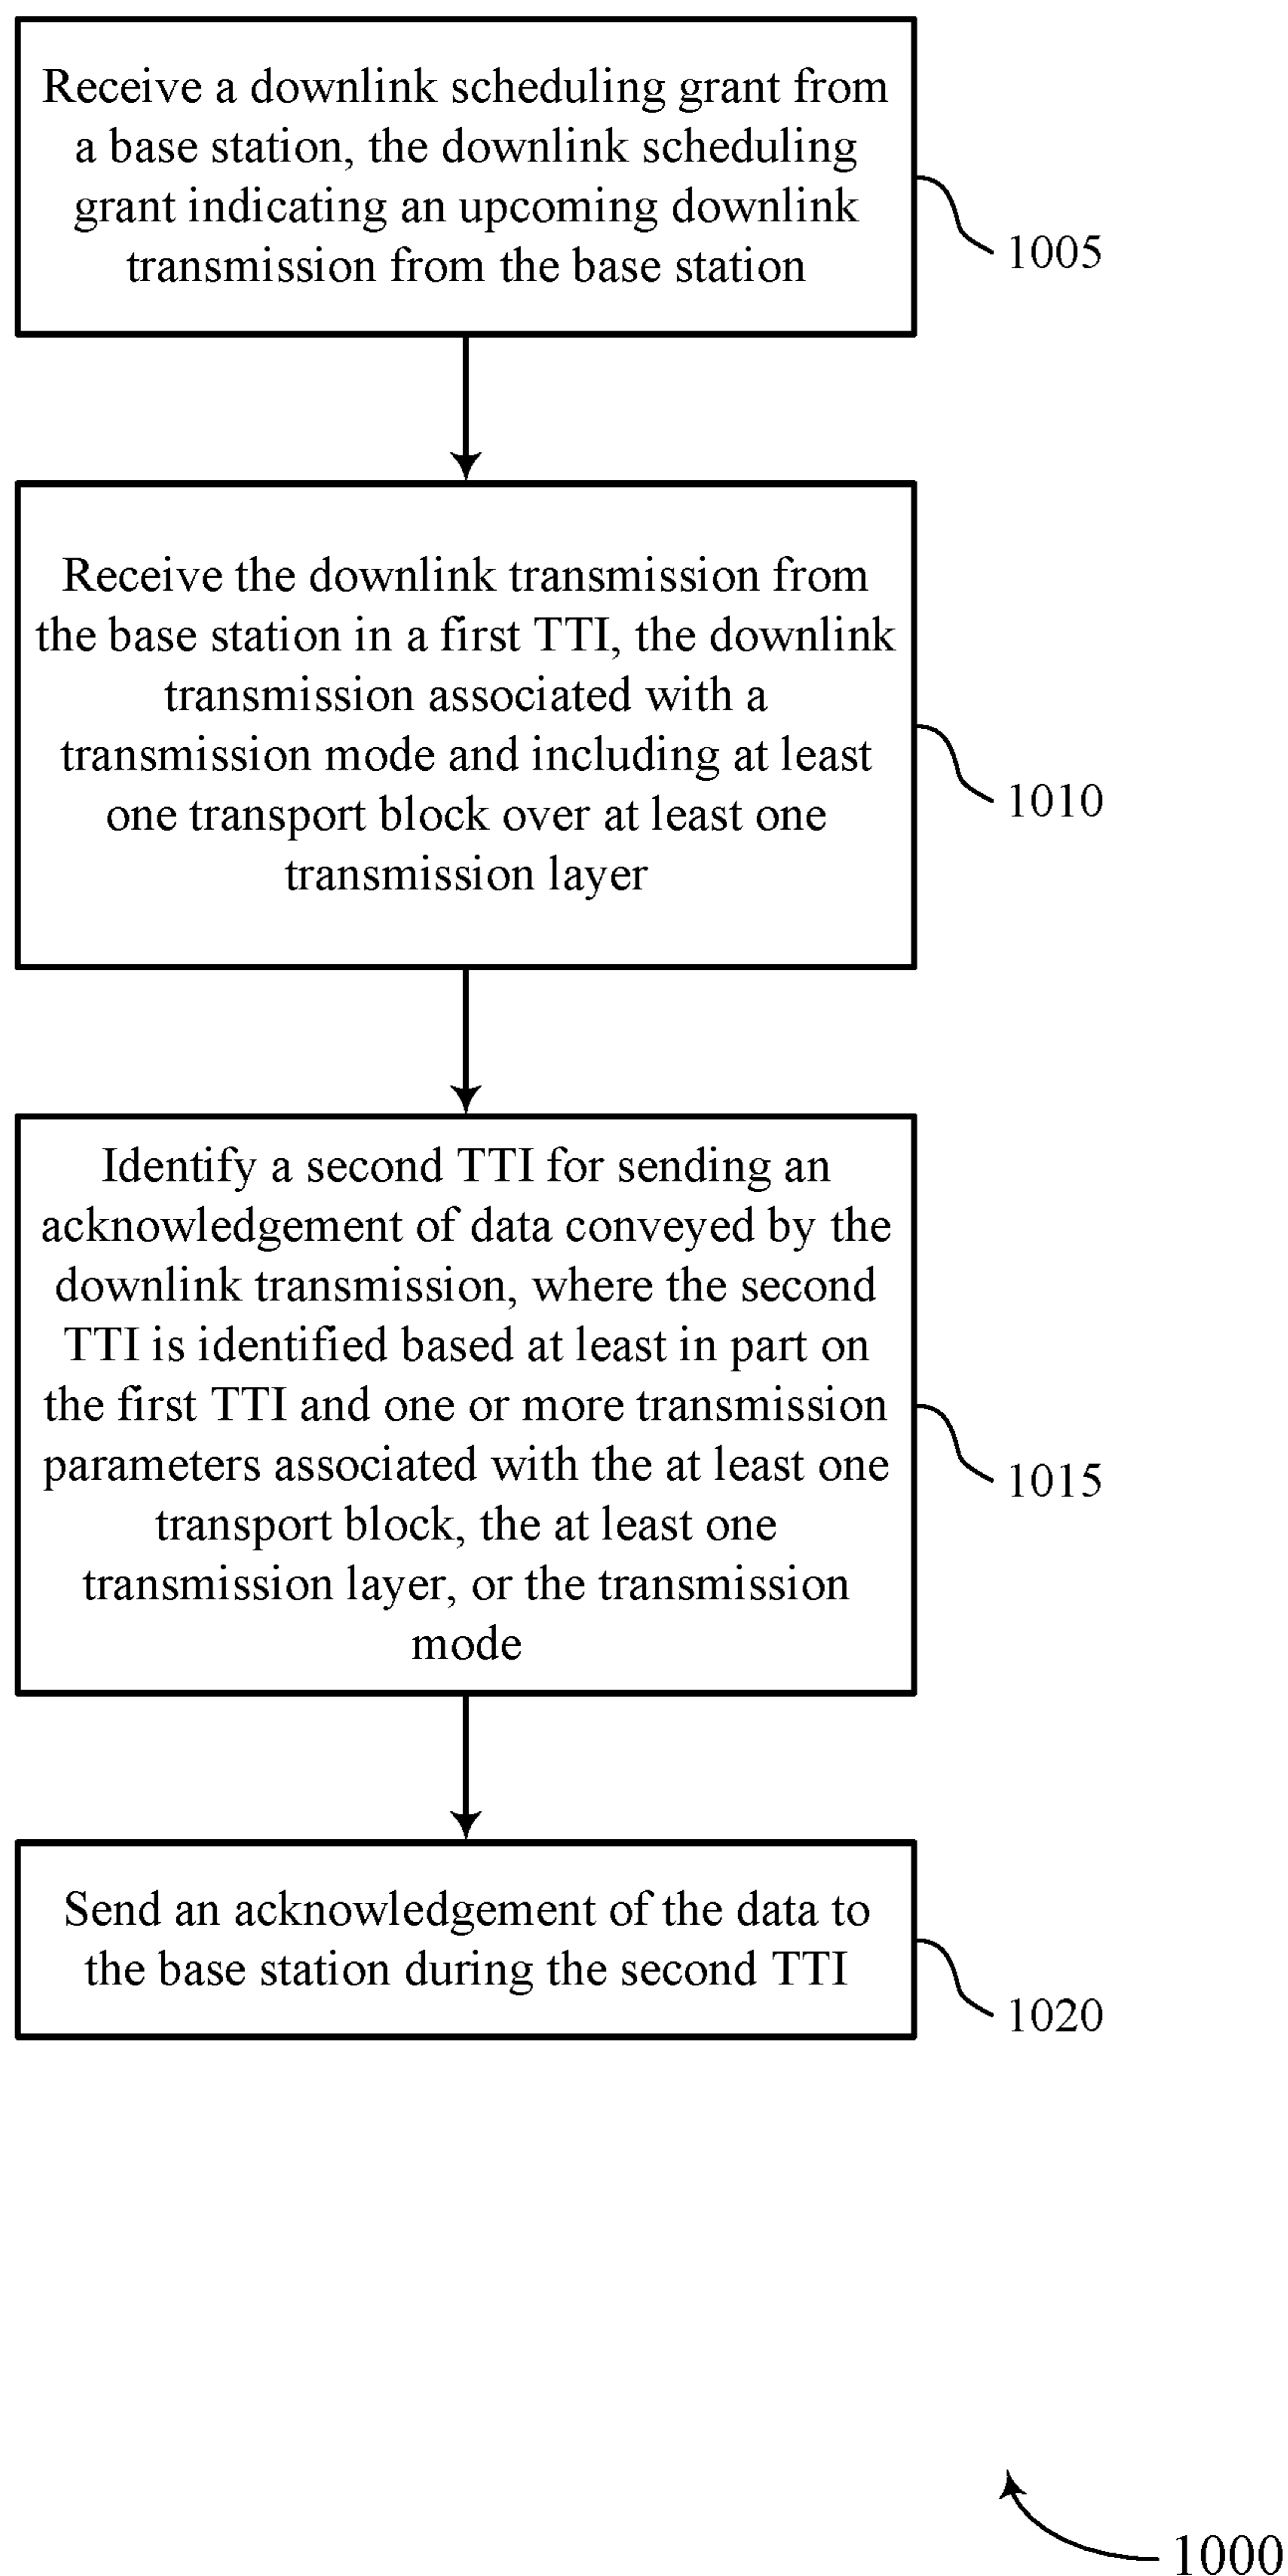 Receive a downlink scheduling grant from
a base station, the downlink scheduling
grant indicating an upcoming downlink
transmission from the base station
1005
Receive the downlink transmission from
the base station in a first TTI, the downlink
transmission associated with a
transmission mode and including at least
one transport block over at least one
transmission layer
1010
Identify a second TTI for sending an
acknowledgement of data conveyed by the
downlink transmission, where the second
TTI is identified based at least in part on
the first TTI and one or more transmission
parameters associated with the at least one
transport block, the at least one
transmission layer, or the transmission
mode
1015
Send an acknowledgement of the data to
the base station during the second TTI
1020
1000